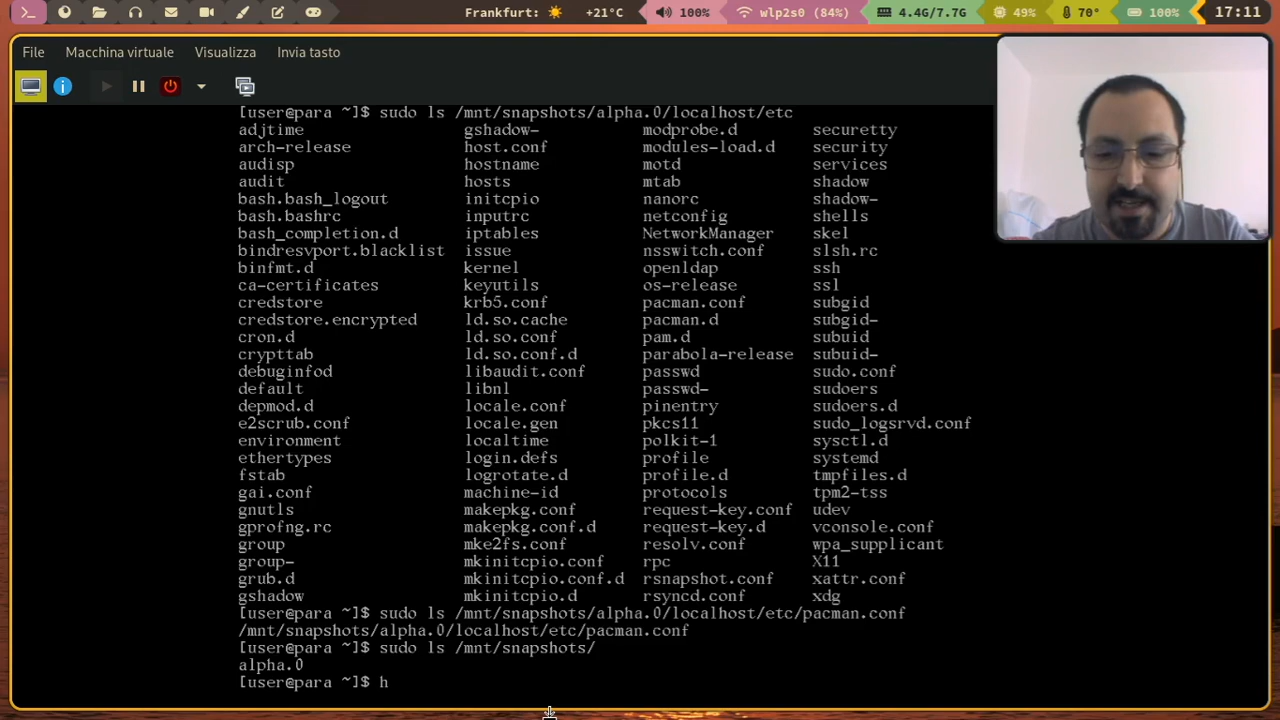 Frankfurt: +21°C 100% wlp2s0 (84%) 4.4G/7.7G 49% 70° 100% 17:11
File Macchina virtuale Visualizza Invia tasto
[user@para ~]$ sudo ls /mnt/snapshots/alpha.0/localhost/etc
adjtime gshadow- modprobe.d securetty
arch-release host.conf modules-load.d security
audisp hostname motd services
audit hosts mtab shadow
bash.bash_logout initcpio nanorc shadow-
bash.bashrc inputrc netconfig shells
bash_completion.d iptables NetworkManager skel
bindresvport.blacklist issue nsswitch.conf slsh.rc
binfmt.d kernel openldap ssh
ca-certificates keyutils os-release ssl
credstore krb5.conf pacman.conf subgid
credstore.encrypted ld.so.cache pacman.d subgid-
cron.d ld.so.conf pam.d subuid
crypttab ld.so.conf.d parabola-release subuid-
debuginfod libaudit.conf passwd sudo.conf
default libnl passwd- sudoers
depmod.d locale.conf pinentry sudoers.d
e2scrub.conf locale.gen pkcs11 sudo_logsrvd.conf
environment localtime polkit-1 sysctl.d
ethertypes login.defs profile systemd
fstab logrotate.d profile.d tmpfiles.d
gai.conf machine-id protocols tpm2-tss
gnutls makepkg.conf request-key.conf udev
gprofng.rc makepkg.conf.d request-key.d vconsole.conf
group mke2fs.conf resolv.conf wpa_supplicant
group- mkinitcpio.conf rpc X11
grub.d mkinitcpio.conf.d rsnapshot.conf xattr.conf
gshadow mkinitcpio.d rsyncd.conf xdg
[user@para ~]$ sudo ls /mnt/snapshots/alpha.0/localhost/etc/pacman.conf
/mnt/snapshots/alpha.0/localhost/etc/pacman.conf
[user@para ~]$ sudo ls /mnt/snapshots/
alpha.0
[user@para ~]$ h